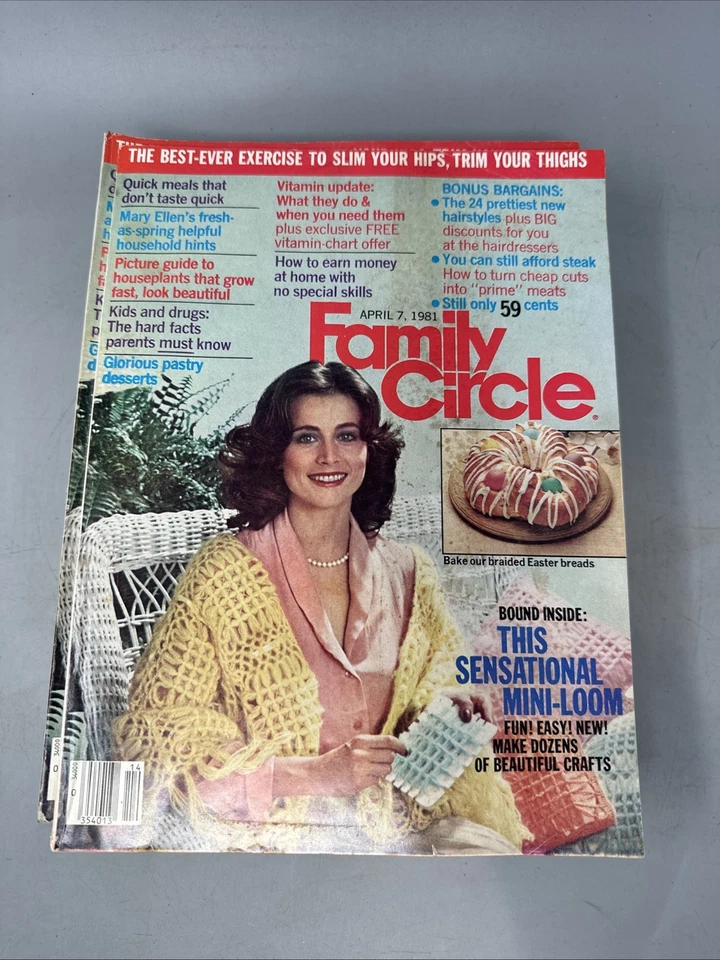 THE BEST-EVER EXERCISE TO SLIM YOUR HIPS, TRIM YOUR THIGHS
Quick meals that
don't taste quick
Mary Ellen's fresh-
as-spring helpful
household hints
Picture guide to
houseplants that grow
fast, look beautiful
Kids and drugs:
The hard facts
parents must know
Glorious pastry
desserts
Vitamin update:
What they do &
when you need them
plus exclusive FREE
vitamin-chart offer
How to earn money
at home with
no special skills
BONUS BARGAINS:
• The 24 prettiest new
hairstyles plus BIG
discounts for you
at the hairdressers
• You can still afford steak
How to turn cheap cuts
into "prime" meats
• Still only 59 cents
APRIL 7, 1981
Family
Circle®
Bake our braided Easter breads
BOUND INSIDE:
THIS
SENSATIONAL
MINI-LOOM
FUN! EASY! NEW!
MAKE DOZENS
OF BEAUTIFUL CRAFTS
14
0
34000
354013
0
34000